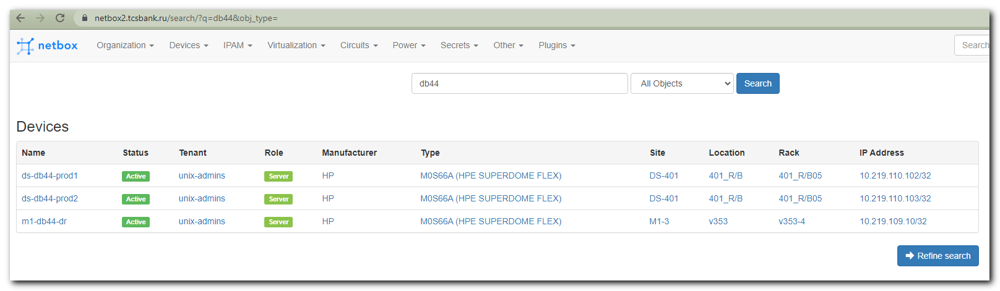 netbox2.tcsbank.ru/search/?q=db44&obj_type=
netbox Organization Devices IPAM Virtualization Circuits Power Secrets Other Plugins Search
db44 All Objects Search
Devices
Name Status Tenant Role Manufacturer Type Site Location Rack IP Address
ds-db44-prod1 Active unix-admins Server HP M0S66A (HPE SUPERDOME FLEX) DS-401 401_R/B 401_R/B05 10.219.110.102/32
ds-db44-prod2 Active unix-admins Server HP M0S66A (HPE SUPERDOME FLEX) DS-401 401_R/B 401_R/B05 10.219.110.103/32
m1-db44-dr Active unix-admins Server HP M0S66A (HPE SUPERDOME FLEX) M1-3 v353 v353-4 10.219.109.10/32
Refine search